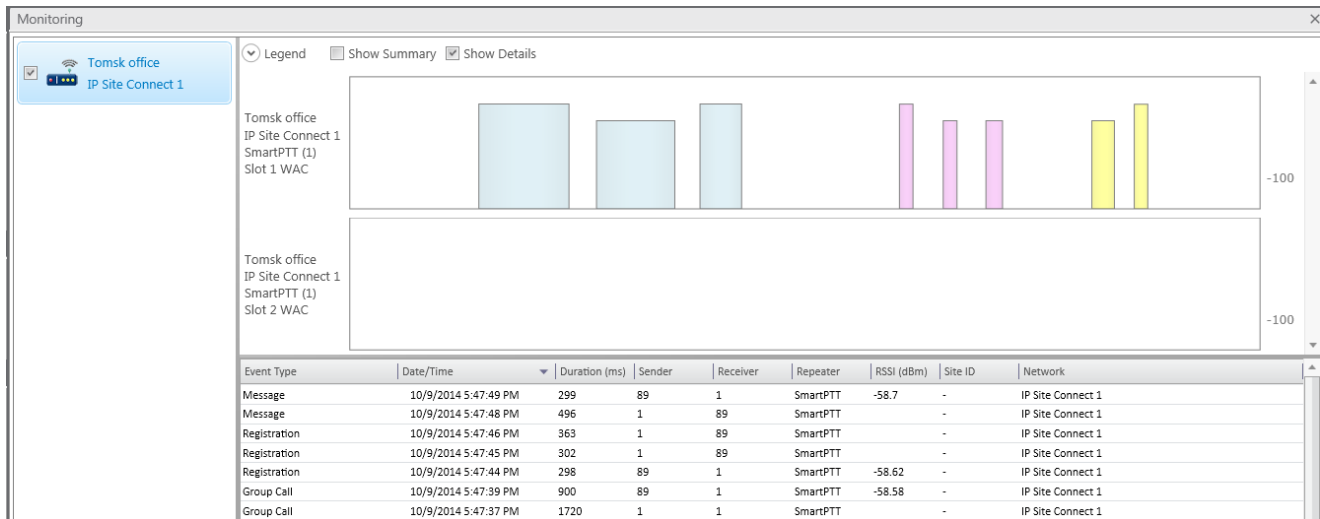 Monitoring
Tomsk office
IP Site Connect 1
Legend Show Summary Show Details
Tomsk office
IP Site Connect 1
SmartPTT (1)
Slot 1 WAC
-100
Tomsk office
IP Site Connect 1
SmartPTT (1)
Slot 2 WAC
-100
Event Type Date/Time Duration (ms) Sender Receiver Repeater RSSI (dBm) Site ID Network
Message 10/9/2014 5:47:49 PM 299 89 1 SmartPTT -58.7 - IP Site Connect 1
Message 10/9/2014 5:47:48 PM 496 1 89 SmartPTT - IP Site Connect 1
Registration 10/9/2014 5:47:46 PM 363 1 89 SmartPTT - IP Site Connect 1
Registration 10/9/2014 5:47:45 PM 302 1 89 SmartPTT - IP Site Connect 1
Registration 10/9/2014 5:47:44 PM 298 89 1 SmartPTT -58.62 - IP Site Connect 1
Group Call 10/9/2014 5:47:39 PM 900 89 1 SmartPTT -58.58 - IP Site Connect 1
Group Call 10/9/2014 5:47:37 PM 1720 1 1 SmartPTT - IP Site Connect 1